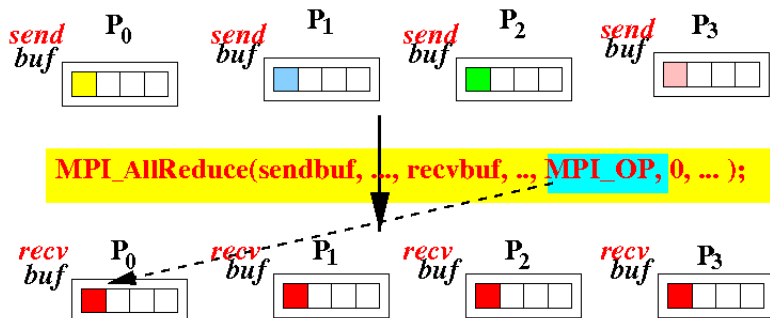 send buf P0 send buf P1 send buf P2 send buf P3
MPI_AllReduce(sendbuf, ..., recvbuf, .., MPI_OP, 0, ... );
recv buf P0 recv buf P1 recv buf P2 recv buf P3